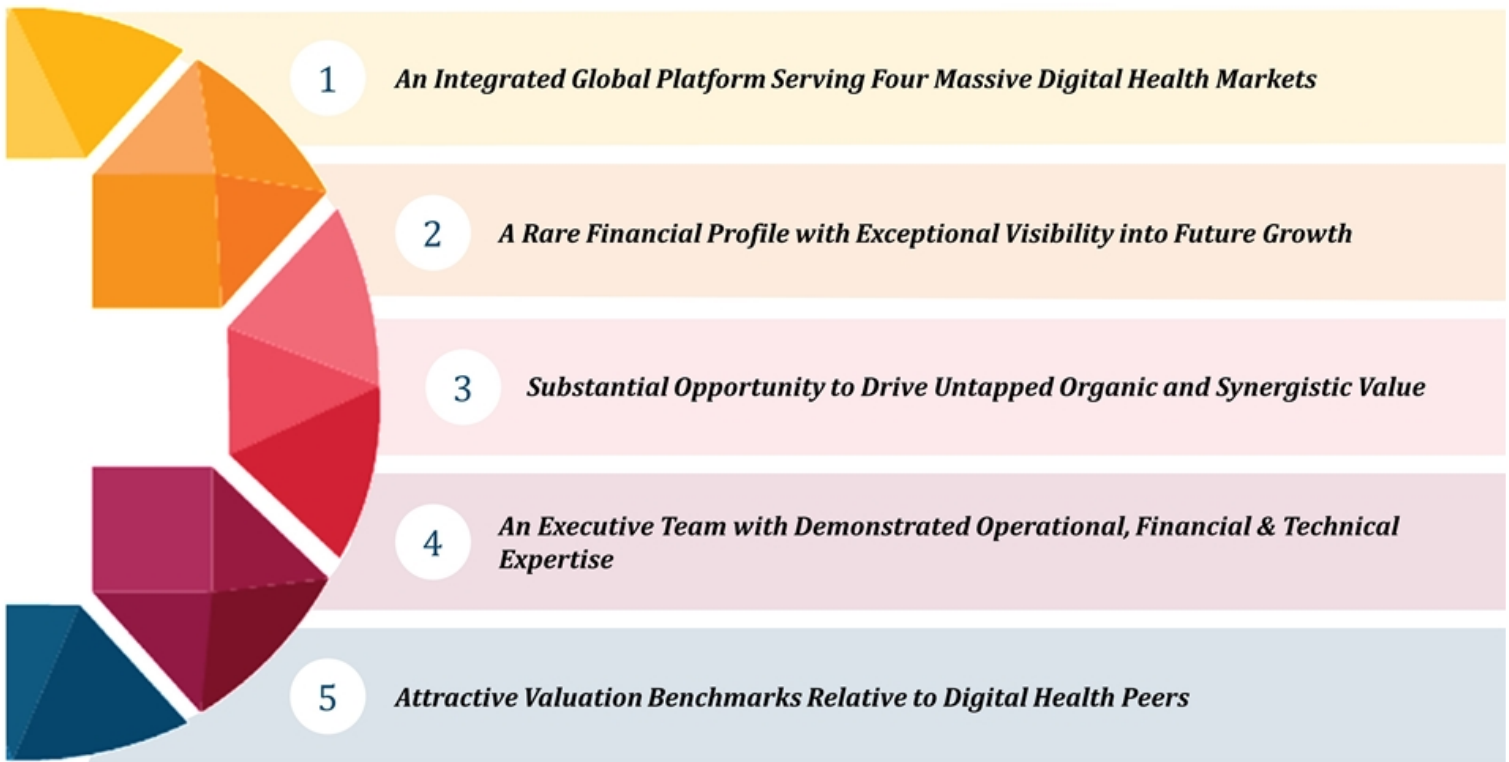 1
An Integrated Global Platform Serving Four Massive Digital Health Markets
2
A Rare Financial Profile with Exceptional Visibility into Future Growth
3
Substantial Opportunity to Drive Untapped Organic and Synergistic Value
4
An Executive Team with Demonstrated Operational, Financial & Technical
Expertise
5
Attractive Valuation Benchmarks Relative to Digital Health Peers